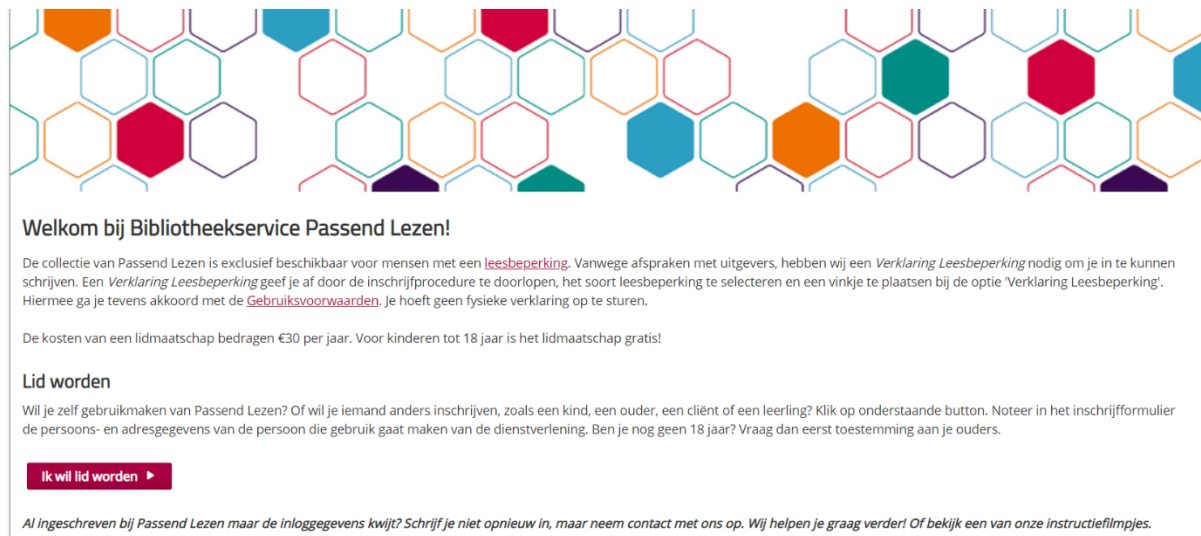 Welkom bij Bibliotheekservice Passend Lezen!
De collectie van Passend Lezen is exclusief beschikbaar voor mensen met een leesbeperking. Vanwege afspraken met uitgevers, hebben wij een Verklaring Leesbeperking nodig om je in te kunnen
schrijven. Een Verklaring Leesbeperking geef je af door de inschrijfprocedure te doorlopen, het soort leesbeperking te selecteren en een vinkje te plaatsen bij de optie 'Verklaring Leesbeperking'.
Hiermee ga je tevens akkoord met de Gebruiksvoorwaarden. Je hoeft geen fysieke verklaring op te sturen.
De kosten van een lidmaatschap bedragen €30 per jaar. Voor kinderen tot 18 jaar is het lidmaatschap gratis!
Lid worden
Wil je zelf gebruikmaken van Passend Lezen? Of wil je iemand anders inschrijven, zoals een kind, een ouder, een cliënt of een leerling? Klik op onderstaande button. Noteer in het inschrijfformulier
de persoons- en adresgegevens van de persoon die gebruik gaat maken van de dienstverlening. Ben je nog geen 18 jaar? Vraag dan eerst toestemming aan je ouders.
Ik wil lid worden
Al ingeschreven bij Passend Lezen maar de inloggegevens kwijt? Schrijf je niet opnieuw in, maar neem contact met ons op. Wij helpen je graag verder! Of bekijk een van onze instructiefilmpjes.